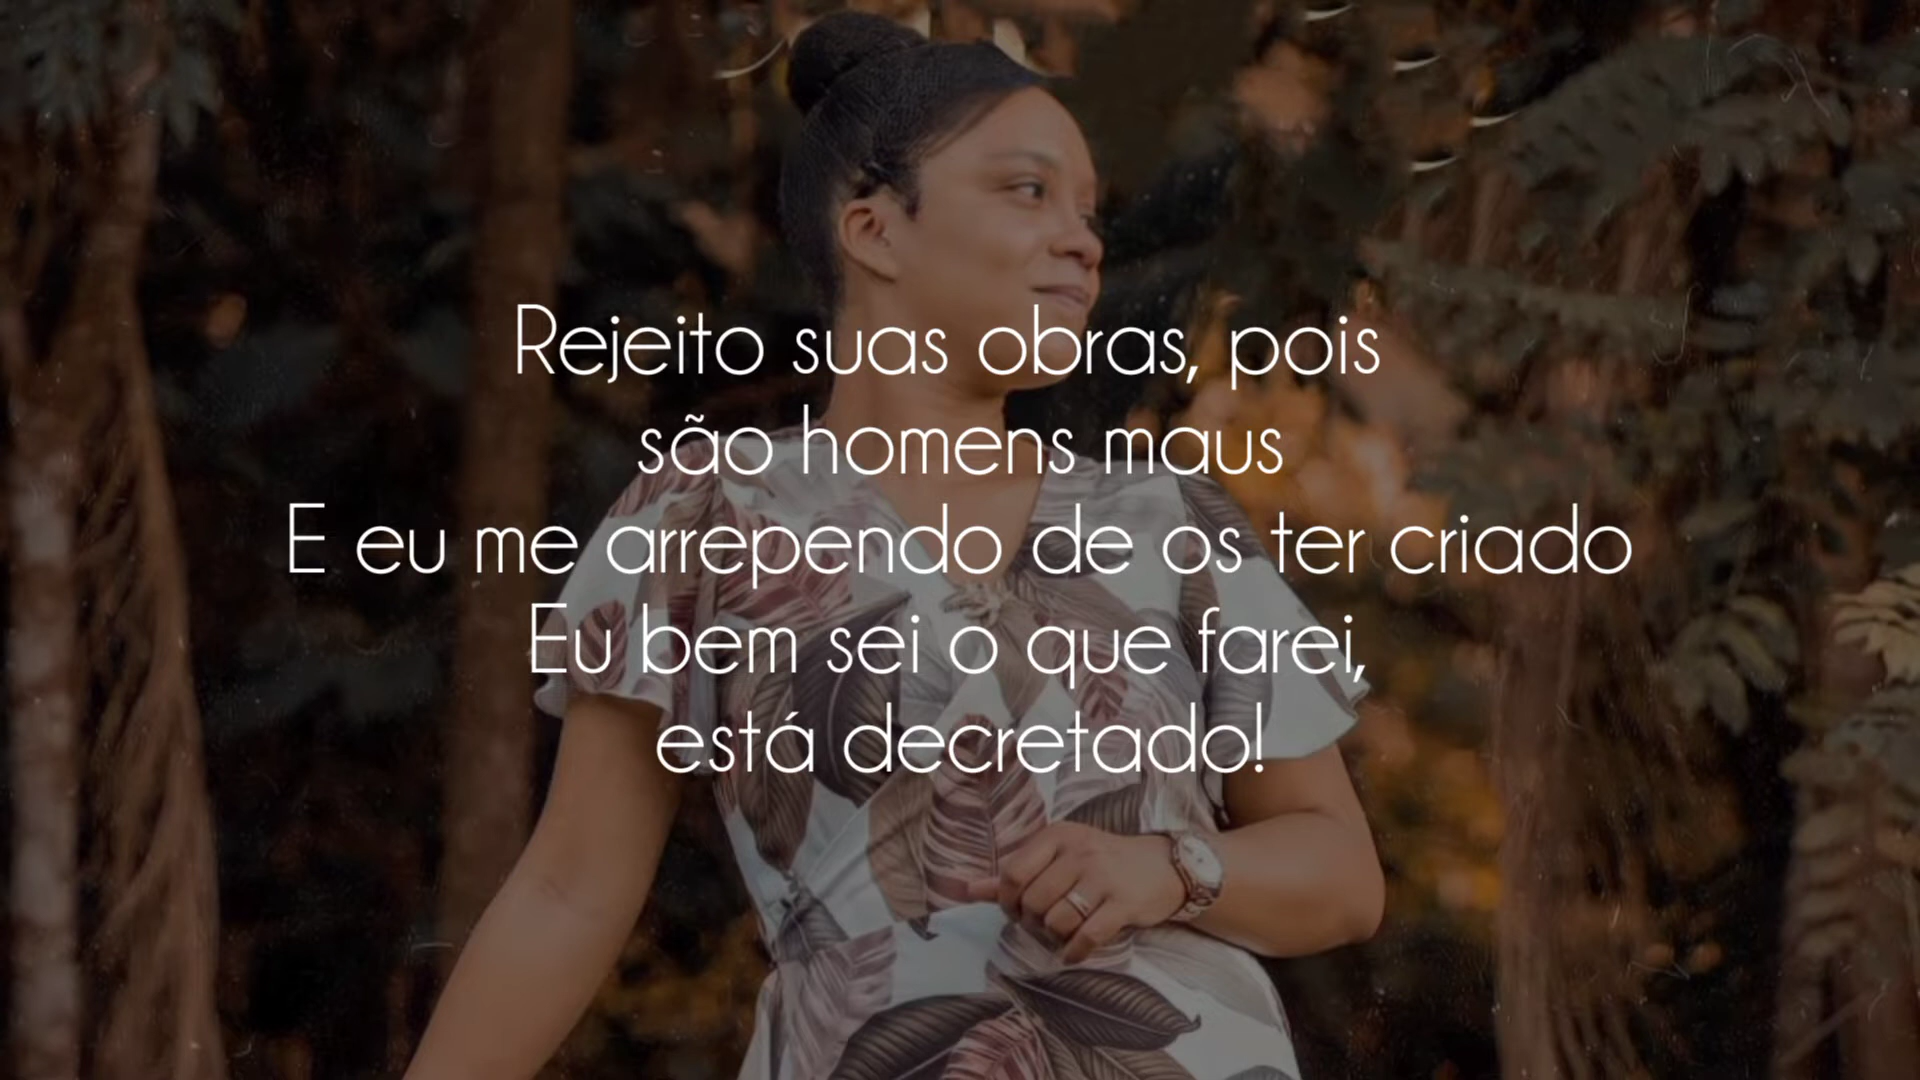 Rejeito suas obras, pois
são homens maus
E eu me arrependo de os ter criado
Eu bem sei o que farei,
está decretado!